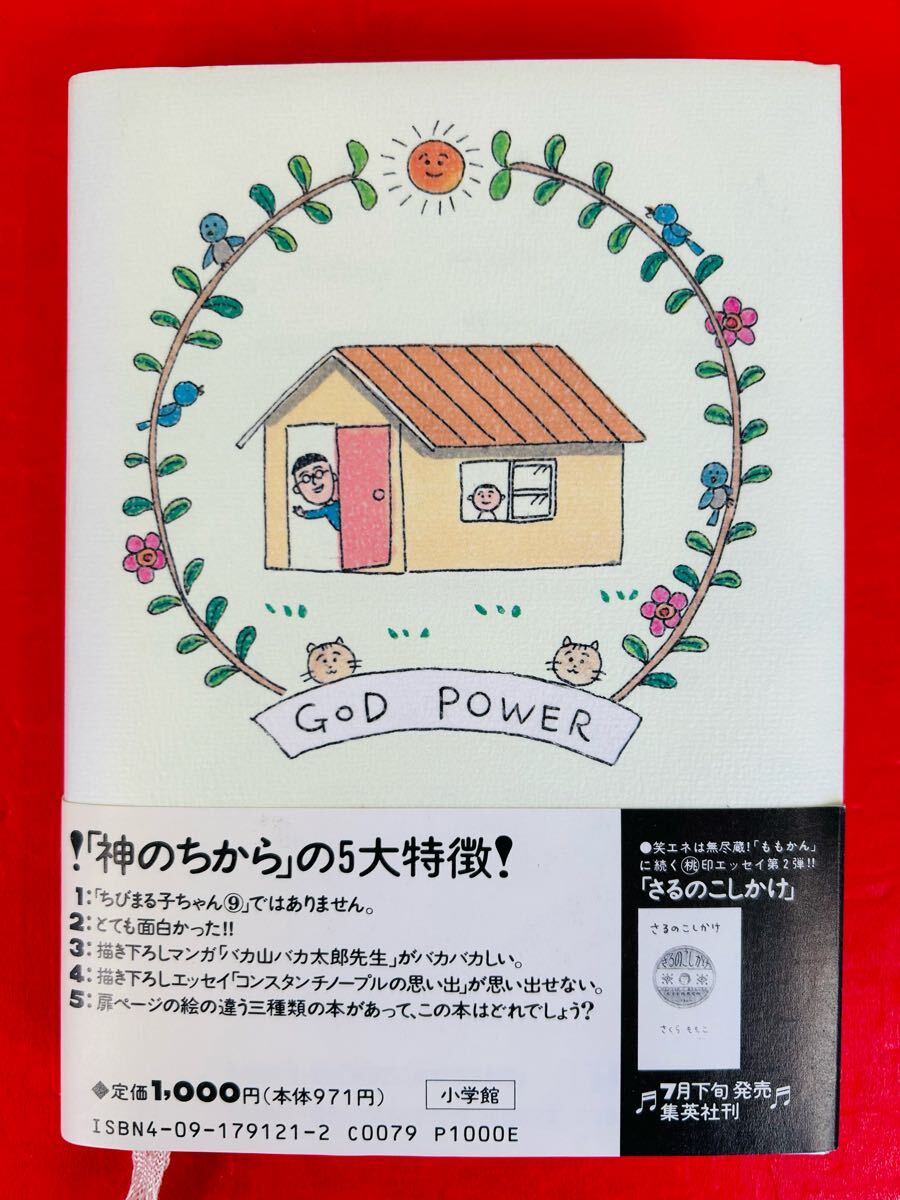 GOD POWER
!「神のちから」の5大特徴!
1:「ちびまる子ちゃん⑨」ではありません。
2:とても面白かった!!
3:描き下ろしマンガ「バカ山バカ太郎先生」がバカバカしい。
4:描き下ろしエッセイ「コンスタンチノープルの思い出」が思い出せない。
5:扉ページの絵の違う三種類の本があって、この本はどれでしょう?
◆定価1,000円(本体971円) 小学館
ISBN4-09-179121-2 C0079 P1000E
●笑エネは無尽蔵!「ももかん」
に続く㊙印エッセイ第2弾!!
「さるのこしかけ」
さるのこしかけ
さるのこしかけ
さくらももこ
♬7月下旬発売♬
集英社刊